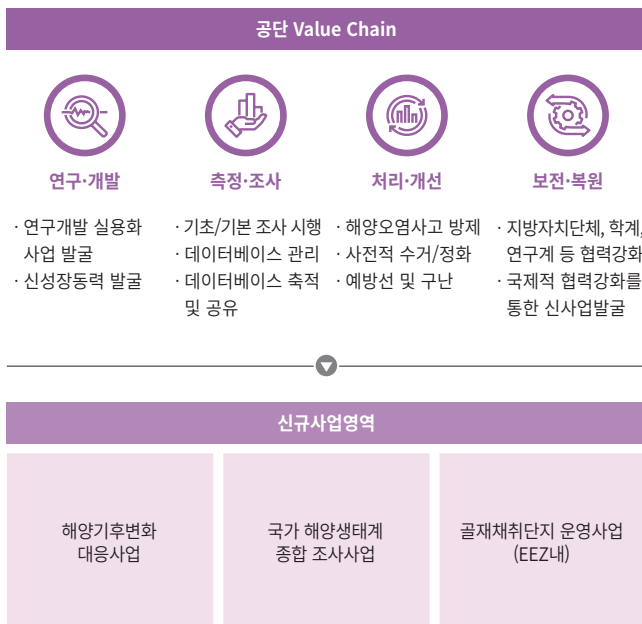 공단 Value Chain
연구·개발
· 연구개발 실용화
사업 발굴
· 신성장동력 발굴
측정·조사
· 기초/기본 조사 시행
· 데이터베이스 관리
· 데이터베이스 축적
및 공유
처리·개선
· 해양오염사고 방제
· 사전적 수거/정화
· 예방선 및 구난
보전·복원
· 지방자치단체, 학계,
연구계 등 협력강화
· 국제적 협력강화를
통한 신사업발굴
신규사업영역
해양기후변화
대응사업
국가 해양생태계
종합 조사사업
골재채취단지 운영사업
(EEZ내)